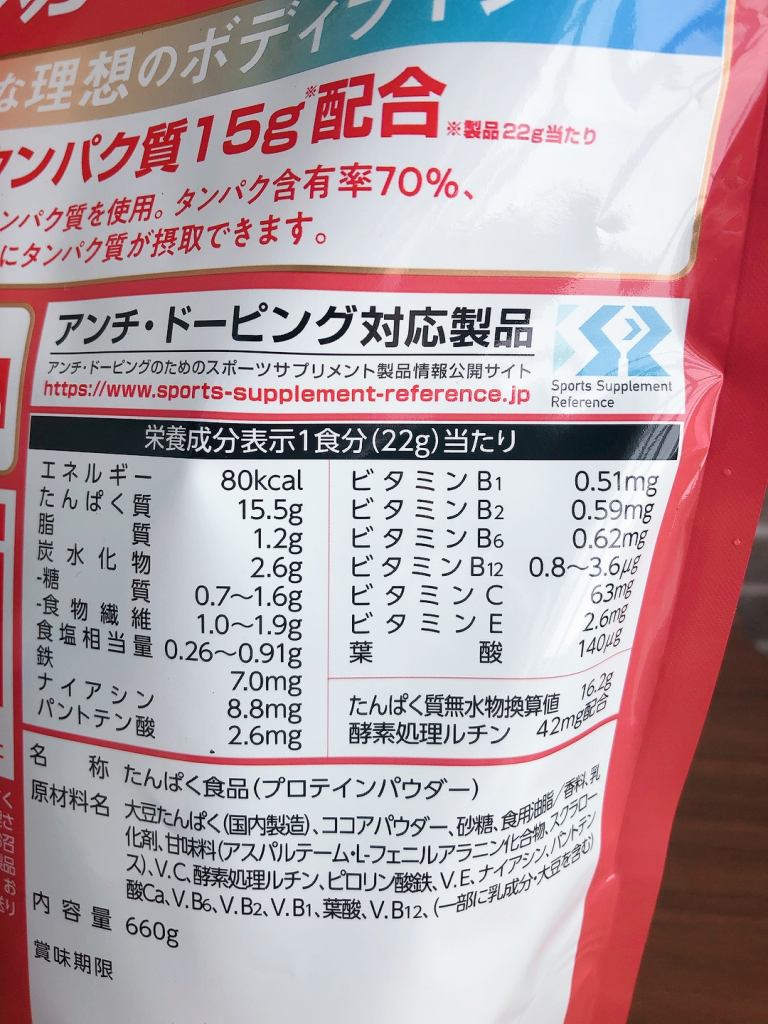 な理想のボディライン
タンパク質15g※配合 ※製品22g当たり
ンパク質を使用。タンパク含有率70%、
にタンパク質が摂取できます。
アンチ・ドーピング対応製品
アンチ・ドーピングのためのスポーツサプリメント製品情報公開サイト
https://www.sports-supplement-reference.jp
Sports Supplement
Reference
栄養成分表示1食分(22g)当たり
エネルギー 80kcal
たんぱく質 15.5g
脂質 1.2g
炭水化物 2.6g
-糖質 0.7〜1.6g
-食物繊維 1.0〜1.9g
食塩相当量 0.26〜0.91g
鉄 7.0mg
ナイアシン 8.8mg
パントテン酸 2.6mg
ビタミンB1 0.51mg
ビタミンB2 0.59mg
ビタミンB6 0.62mg
ビタミンB12 0.8〜3.6μg
ビタミンC 63mg
ビタミンE 2.6mg
葉酸 140μg
たんぱく質無水物換算値 16.2g
酵素処理ルチン 42mg配合
名称 たんぱく食品(プロテインパウダー)
原材料名 大豆たんぱく(国内製造)、ココアパウダー、砂糖、食用油脂/香料、乳
化剤、甘味料(アスパルテーム・L-フェニルアラニン化合物、スクラロー
ス)、V.C、酵素処理ルチン、ピロリン酸鉄、V.E、ナイアシン、パントテン
酸Ca、V.B6、V.B2、V.B1、葉酸、V.B12、(一部に乳成分・大豆を含む)
内容量 660g
賞味期限